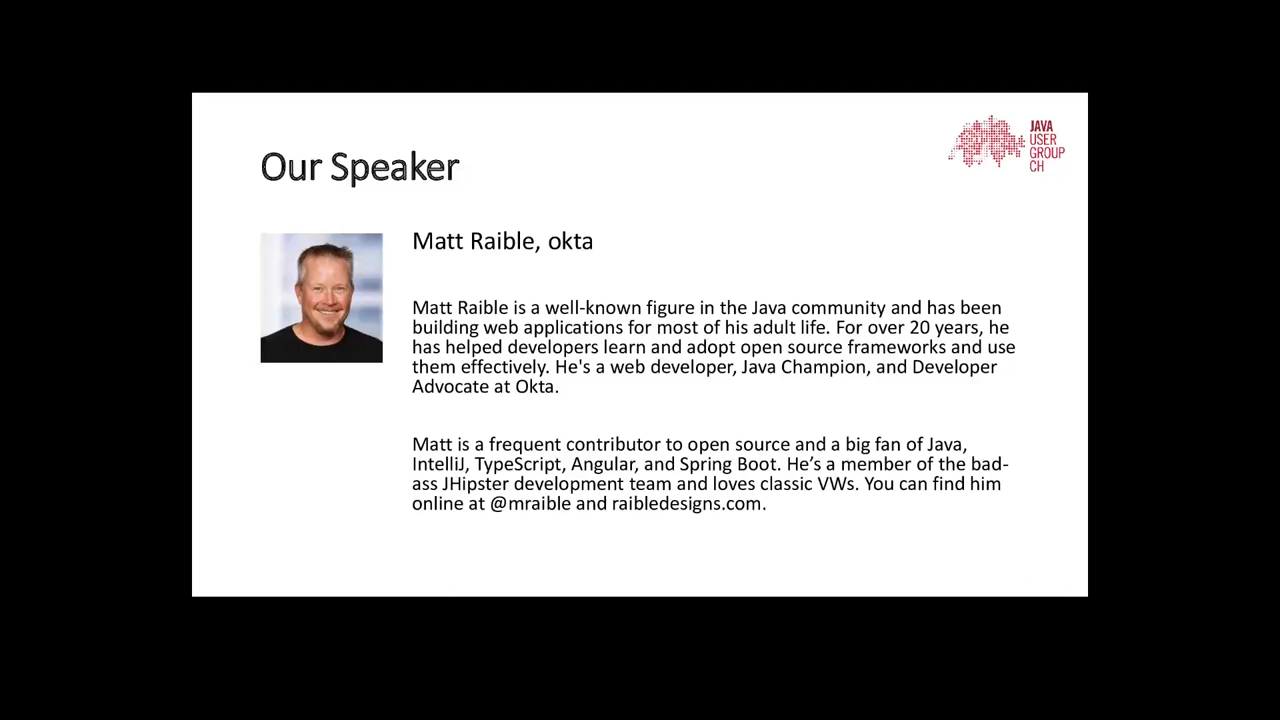 JAVA
USER
GROUP
CH
Our Speaker
Matt Raible, okta
Matt Raible is a well-known figure in the Java community and has been
building web applications for most of his adult life. For over 20 years, he
has helped developers learn and adopt open source frameworks and use
them effectively. He's a web developer, Java Champion, and Developer
Advocate at Okta.
Matt is a frequent contributor to open source and a big fan of Java,
IntelliJ, TypeScript, Angular, and Spring Boot. He’s a member of the bad-
ass JHipster development team and loves classic VWs. You can find him
online at @mraible and raibledesigns.com.